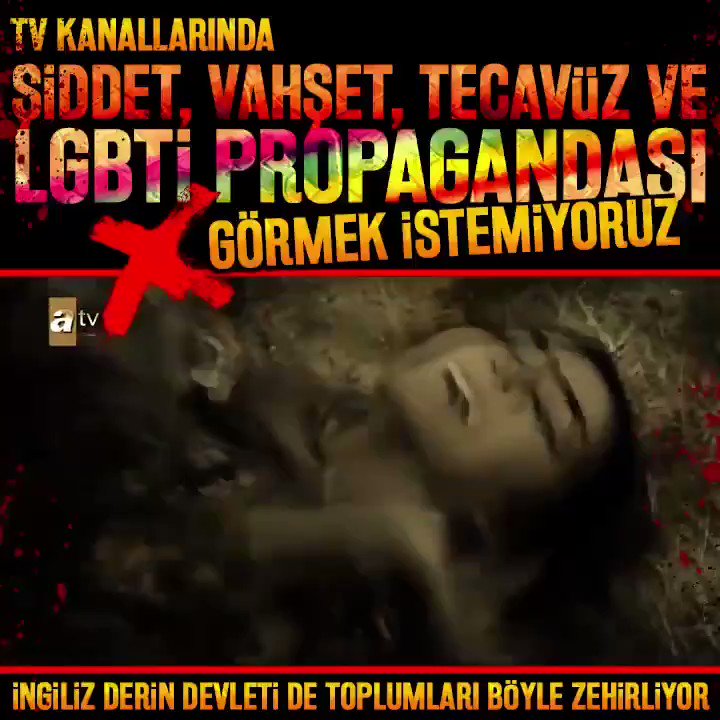 TV KANALLARINDA
ŞİDDET, VAHŞET, TECAVÜZ VE
LGBTİ PROPAGANDASI
GÖRMEK İSTEMİYORUZ
atv
İNGİLİZ DERİN DEVLETİ DE TOPLUMLARI BÖYLE ZEHİRLİYOR